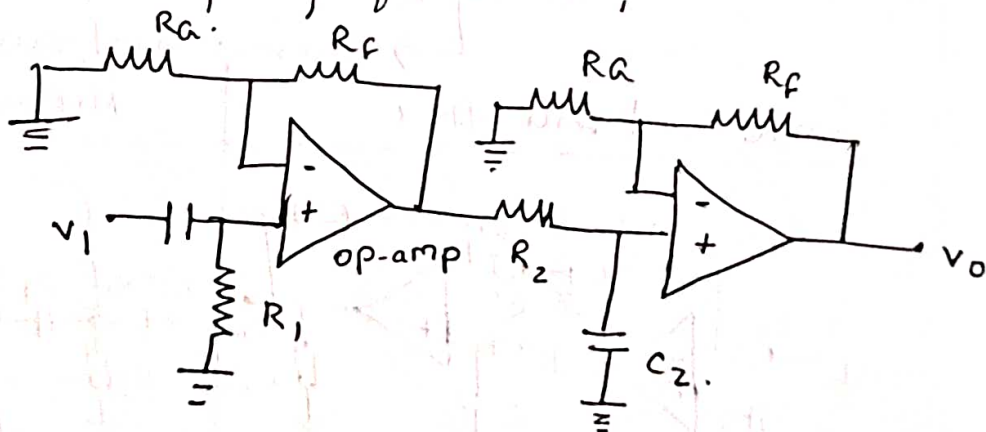 Ra.
Rf
Ra
Rf
-
+
op-amp
V1
R1
R2
-
+
C2.
Vo